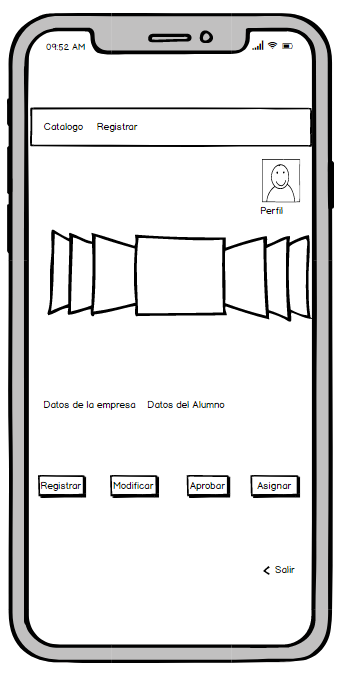 09:52 AM
Catalogo Registrar
Perfil
Datos de la empresa Datos del Alumno
Registrar Modificar Aprobar Asignar
< Salir